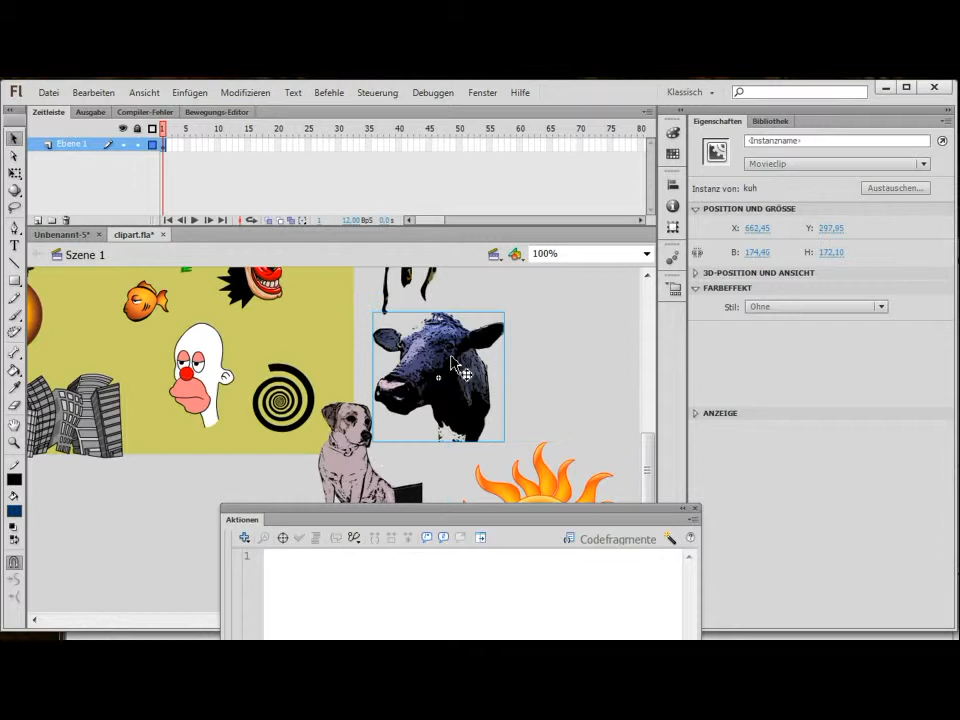 Fl Datei Bearbeiten Ansicht Einfügen Modifizieren Text Befehle Steuerung Debuggen Fenster Hilfe Klassisch
Zeitleiste Ausgabe Compiler-Fehler Bewegungs-Editor
1 5 10 15 20 25 30 35 40 45 50 55 60 65 70 75 80
Ebene 1
1 12,00 BpS 0,0 s
Unbenannt-5* clipart.fla*
Szene 1 100%
Eigenschaften Bibliothek
<Instanzname>
Movieclip
Instanz von: kuh Austauschen...
POSITION UND GRÖSSE
X: 662,45 Y: 297,95
B: 174,45 H: 172,10
3D-POSITION UND ANSICHT
FARBEFFEKT
Stil: Ohne
ANZEIGE
T
Aktionen
Codefragmente
1